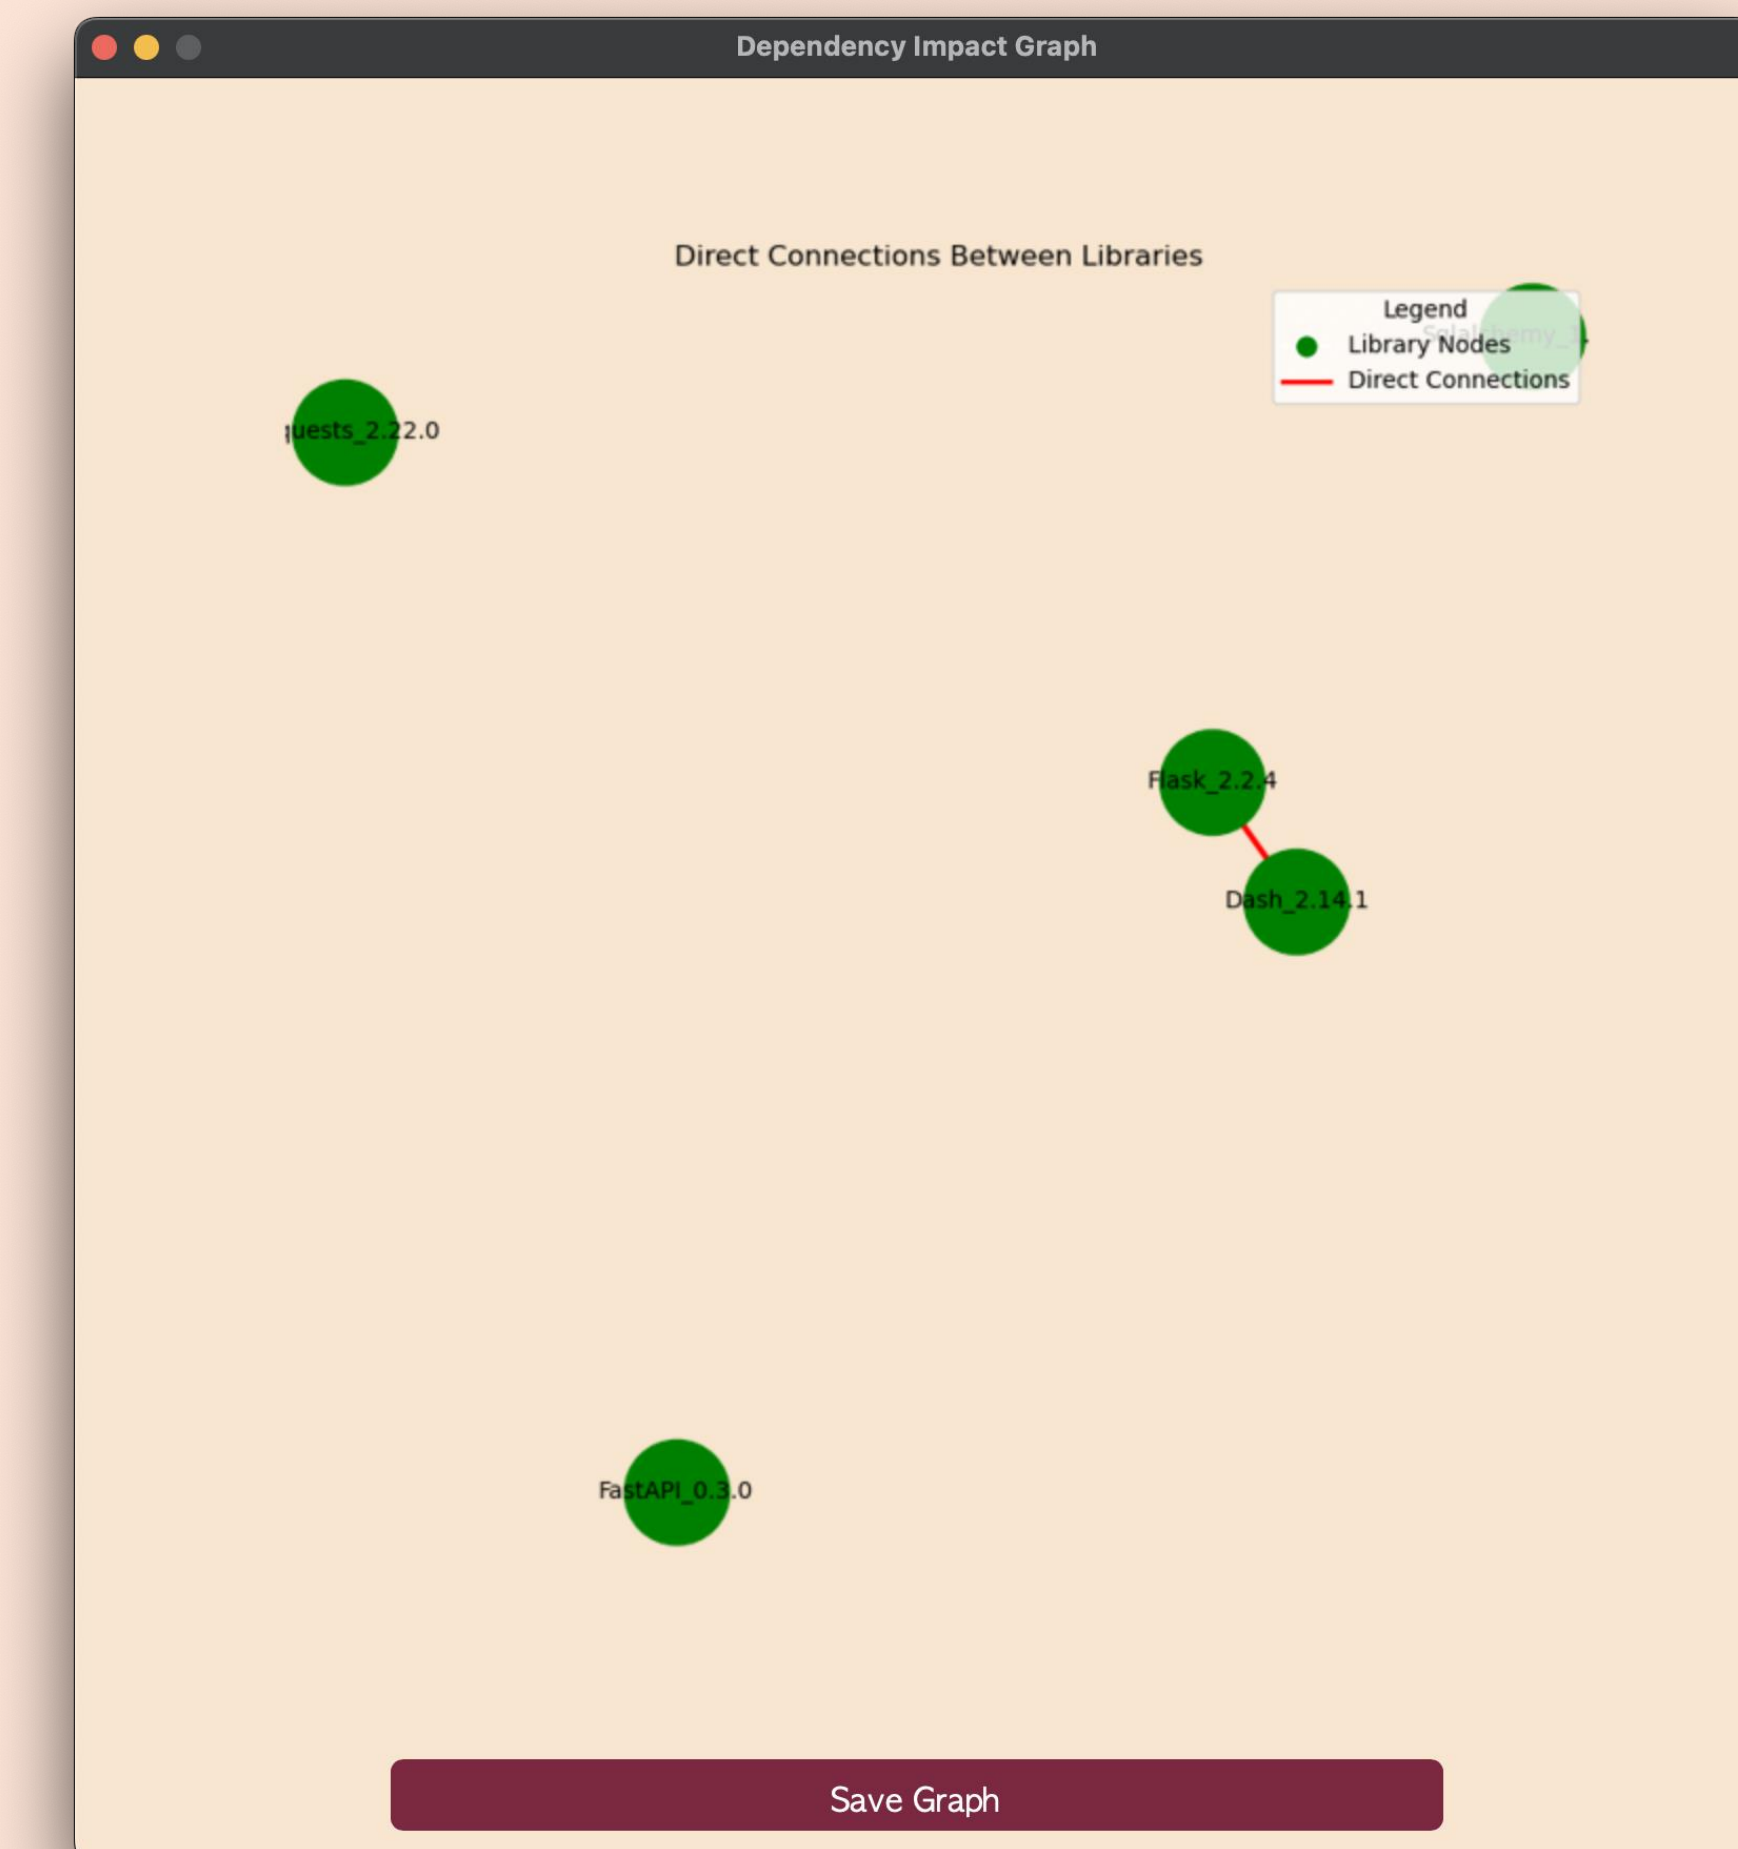 Dependency Impact Graph
Direct Connections Between Libraries
Legend
Library Nodes
Direct Connections
quests_2.22.0
Flask_2.2.4
Dash_2.14.1
FastAPI_0.3.0
Save Graph